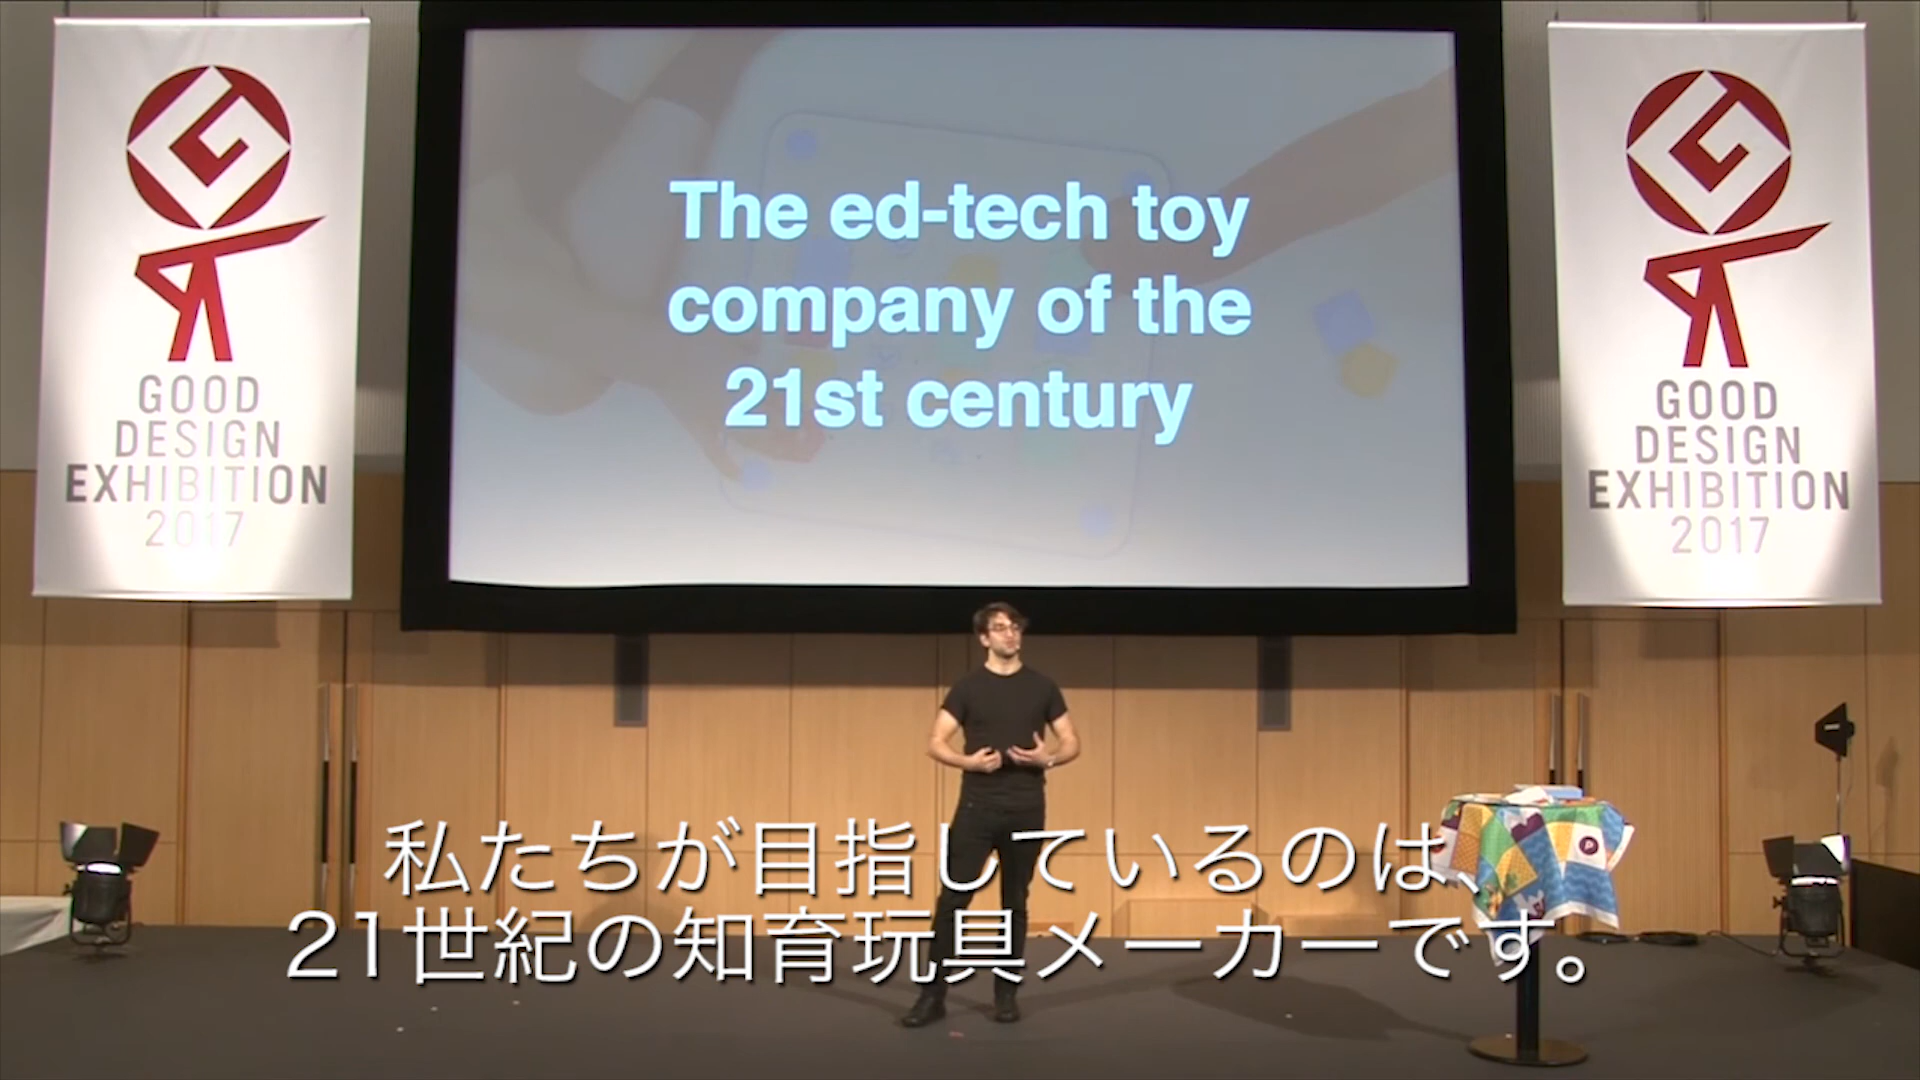 The ed-tech toy
company of the
21st century
GOOD
DESIGN
EXHIBITION
2017
GOOD
DESIGN
EXHIBITION
2017
P
私たちが目指しているのは、
21世紀の知育玩具メーカーです。